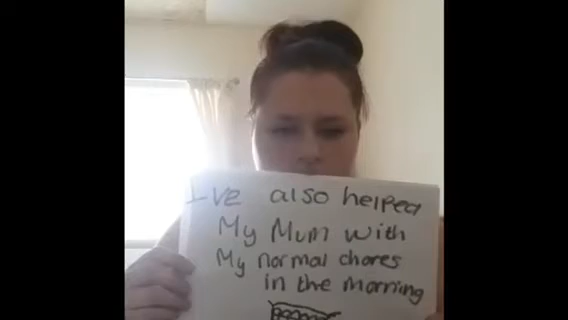 I've also helped
My Mum with
My normal chores
in the morning